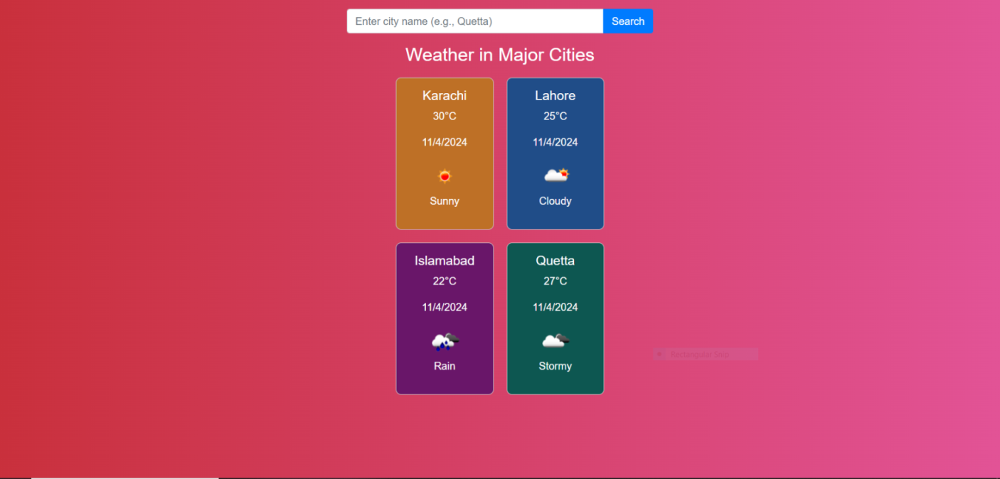 Enter city name (e.g., Quetta)
Search
Weather in Major Cities
Karachi
30°C
11/4/2024
Sunny
Lahore
25°C
11/4/2024
Cloudy
Islamabad
22°C
11/4/2024
Rain
Quetta
27°C
11/4/2024
Stormy
Rectangular Snip